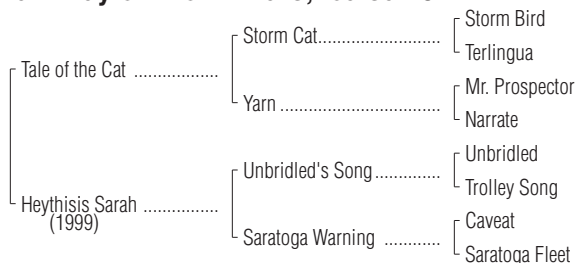 Storm Bird
Storm Cat........................
Terlingua
Tale of the Cat .................
Mr. Prospector
Yarn ................................
Narrate
Unbridled
Unbridled's Song.............
Trolley Song
Heythisis Sarah ...............
(1999)
Caveat
Saratoga Warning ...........
Saratoga Fleet